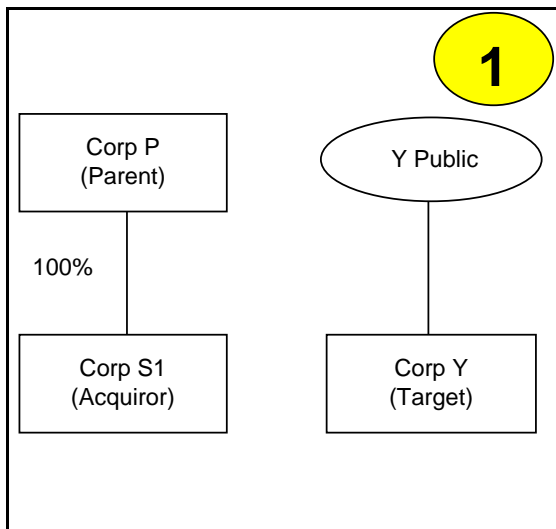 1
Corp P
(Parent)
Y Public
100%
Corp S1
(Acquiror)
Corp Y
(Target)